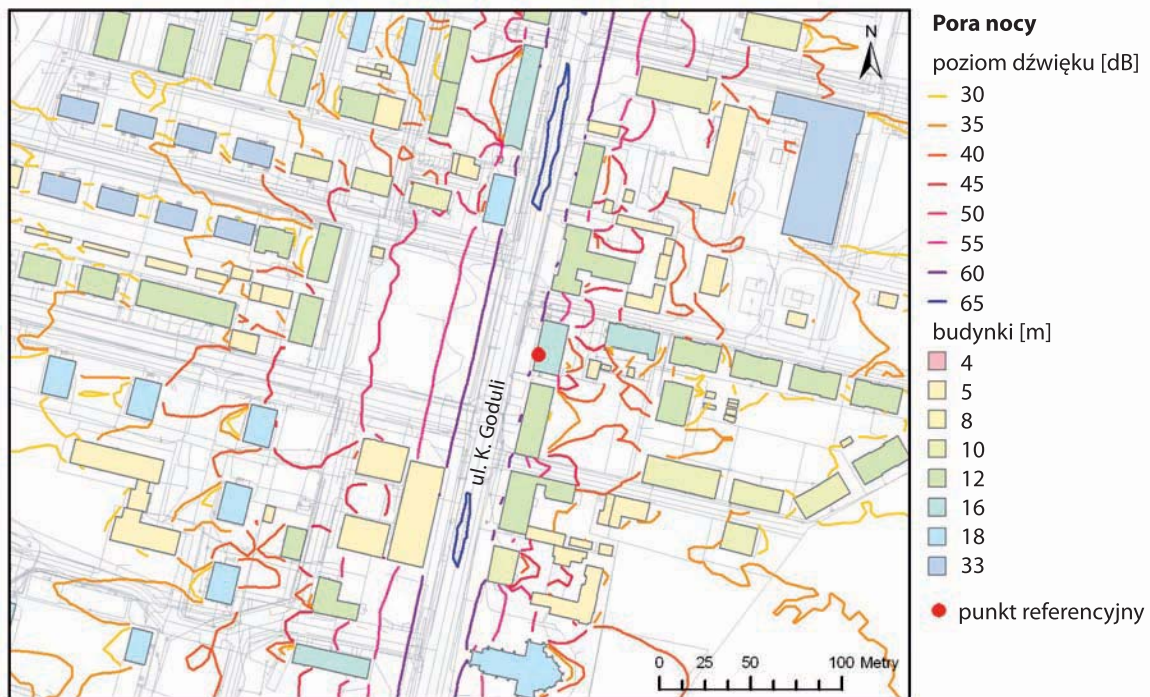 N
ul. K. Goduli
0 25 50 100 Metry
Pora nocy
poziom dźwięku [dB]
30
35
40
45
50
55
60
65
budynki [m]
4
5
8
10
12
16
18
33
punkt referencyjny